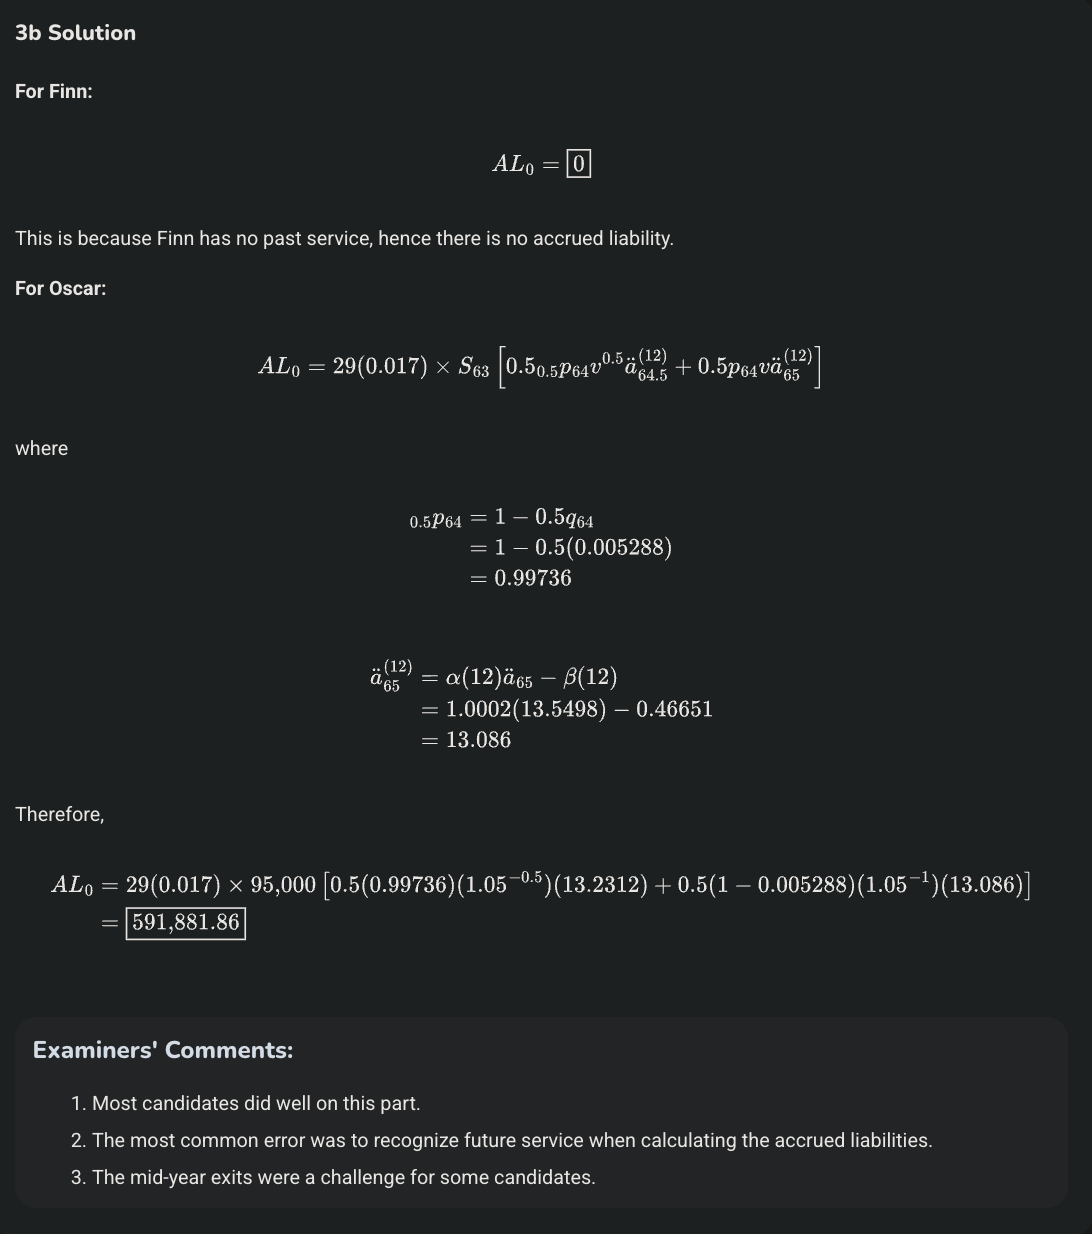 3b Solution
For Finn:
$AL_0 = \boxed{0}$
This is because Finn has no past service, hence there is no accrued liability.
For Oscar:
$AL_0 = 29(0.017) \times S_{63} \left[ 0.5 {}_{0.5}p_{64} v^{0.5} \ddot{a}_{64.5}^{(12)} + 0.5 p_{64} v \ddot{a}_{65}^{(12)} \right]$
where
${}_{0.5}p_{64} = 1 - 0.5q_{64}$
$= 1 - 0.5(0.005288)$
$= 0.99736$
$\ddot{a}_{65}^{(12)} = \alpha(12)\ddot{a}_{65} - \beta(12)$
$= 1.0002(13.5498) - 0.46651$
$= 13.086$
Therefore,
$AL_0 = 29(0.017) \times 95,000 \left[ 0.5(0.99736)(1.05^{-0.5})(13.2312) + 0.5(1 - 0.005288)(1.05^{-1})(13.086) \right]$
$= \boxed{591,881.86}$
Examiners' Comments:
1. Most candidates did well on this part.
2. The most common error was to recognize future service when calculating the accrued liabilities.
3. The mid-year exits were a challenge for some candidates.